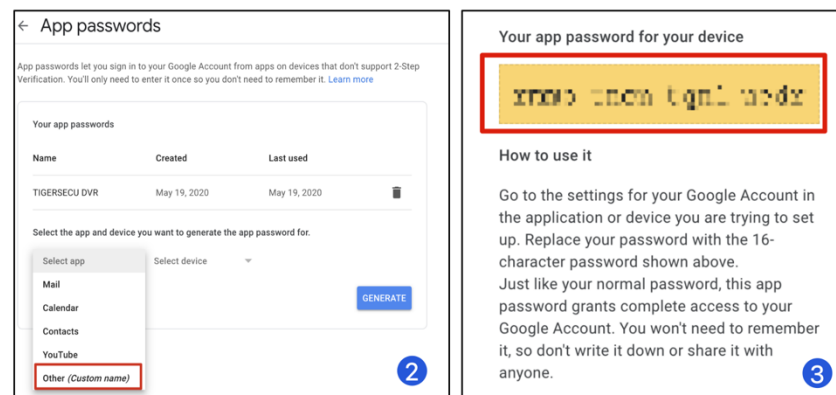 ← App passwords
App passwords let you sign in to your Google Account from apps on devices that don't support 2-Step
Verification. You'll only need to enter it once so you don't need to remember it. Learn more
Your app passwords
Name Created Last used
TIGERSECU DVR May 19, 2020 May 19, 2020
Select the app and device you want to generate the app password for.
Select app Select device
Mail
Calendar
Contacts
YouTube
Other (Custom name)
GENERATE
2
Your app password for your device
How to use it
Go to the settings for your Google Account in
the application or device you are trying to set
up. Replace your password with the 16-
character password shown above.
Just like your normal password, this app
password grants complete access to your
Google Account. You won't need to remember
it, so don't write it down or share it with
anyone.
3